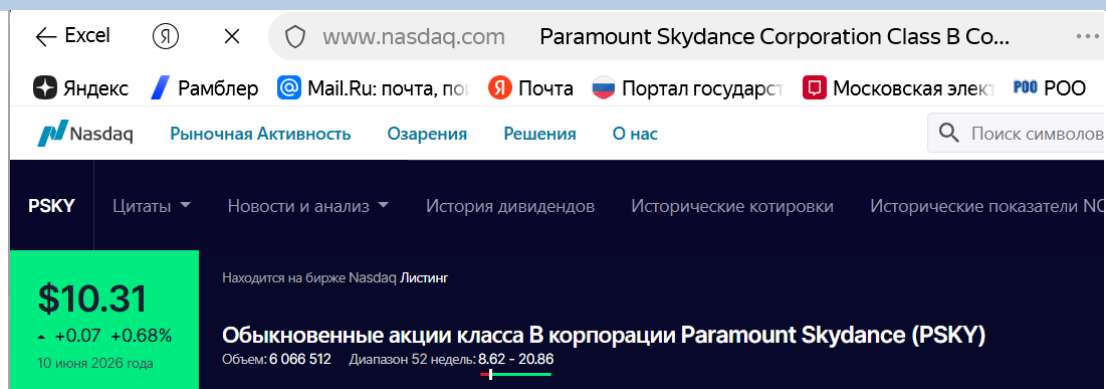 ← Excel Я × www.nasdaq.com Paramount Skydance Corporation Class B Co... ...
Яндекс Рамблер Mail.Ru: почта, Я Почта Портал государст Московская элек РОО РОО
Nasdaq Рыночная Активность Озарения Решения О нас Поиск символов
PSKY Цитаты Новости и анализ История дивидендов Исторические котировки Исторические показатели
Находится на бирже Nasdaq Листинг
$10.31
+0.07 +0.68%
10 июня 2026 года
Обыкновенные акции класса B корпорации Paramount Skydance (PSKY)
Объем: 6 066 512 Диапазон 52 недель: 8.62 - 20.86